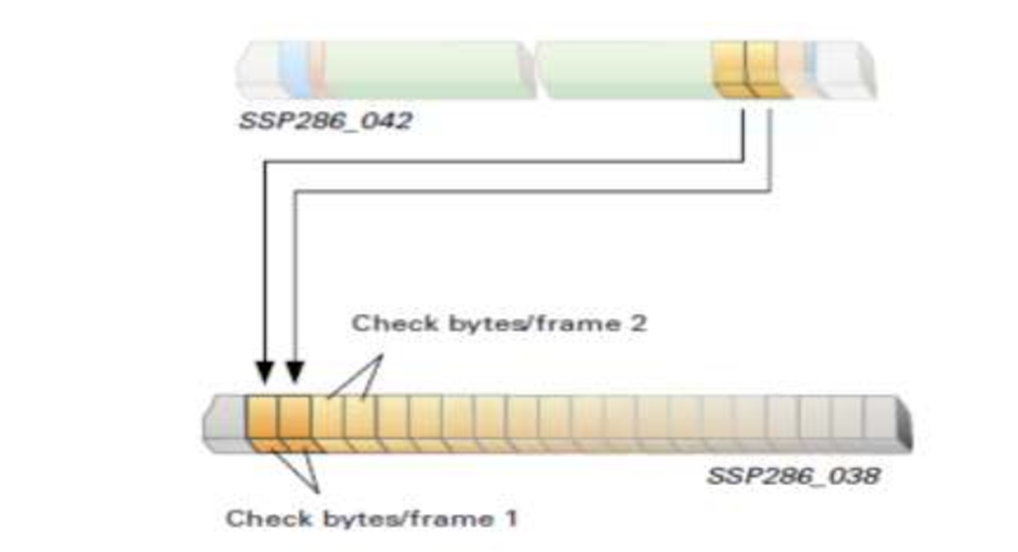 SSP286_042
Check bytes/frame 2
SSP286_038
Check bytes/frame 1